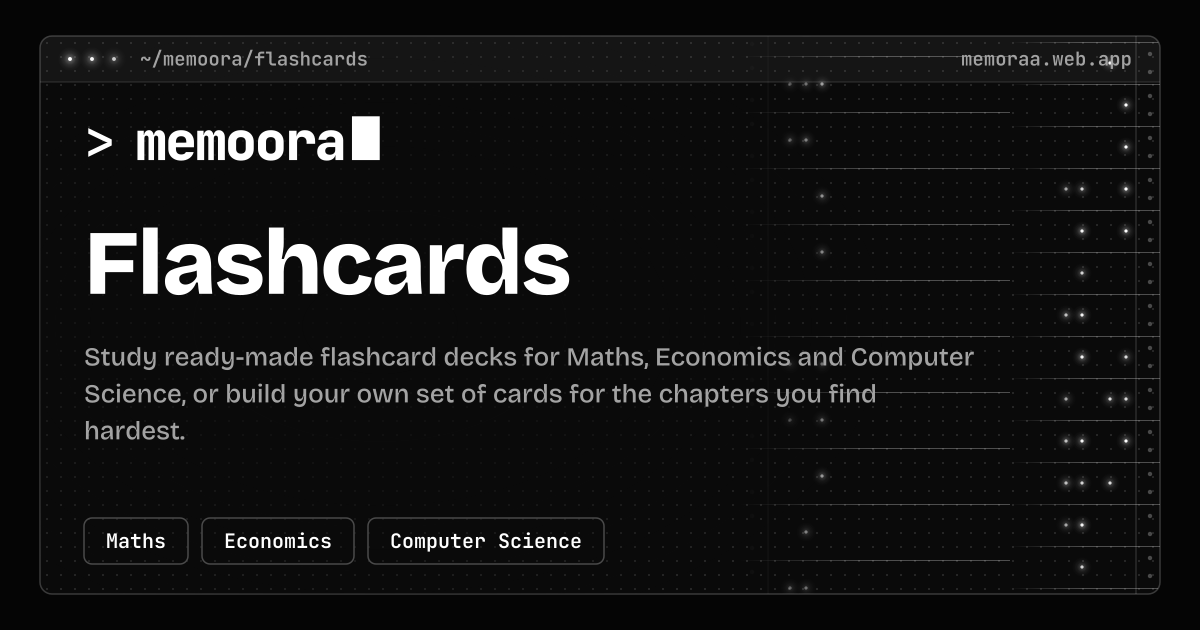 ~/memoora/flashcards
memoraa.web.app
> memoora
Flashcards
Study ready-made flashcard decks for Maths, Economics and Computer
Science, or build your own set of cards for the chapters you find
hardest.
Maths
Economics
Computer Science